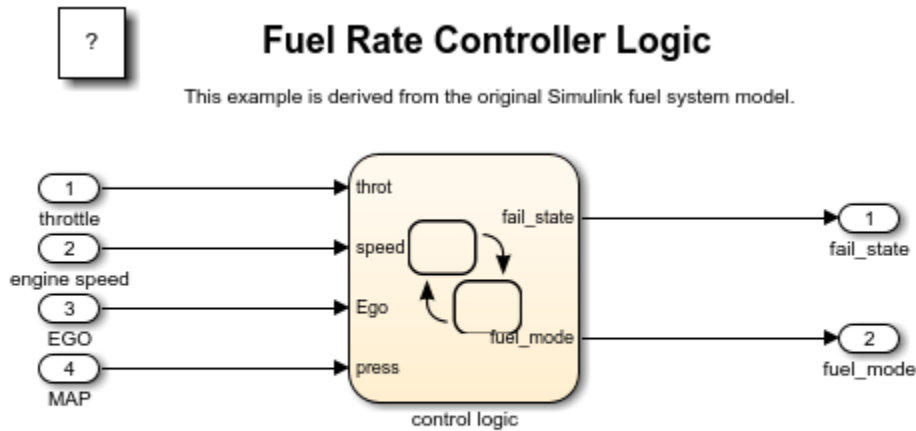 ?
Fuel Rate Controller Logic
This example is derived from the original Simulink fuel system model.
1
throttle
2
engine speed
3
EGO
4
MAP
throt
speed
Ego
press
fail_state
fuel_mode
control logic
1
fail_state
2
fuel_mode